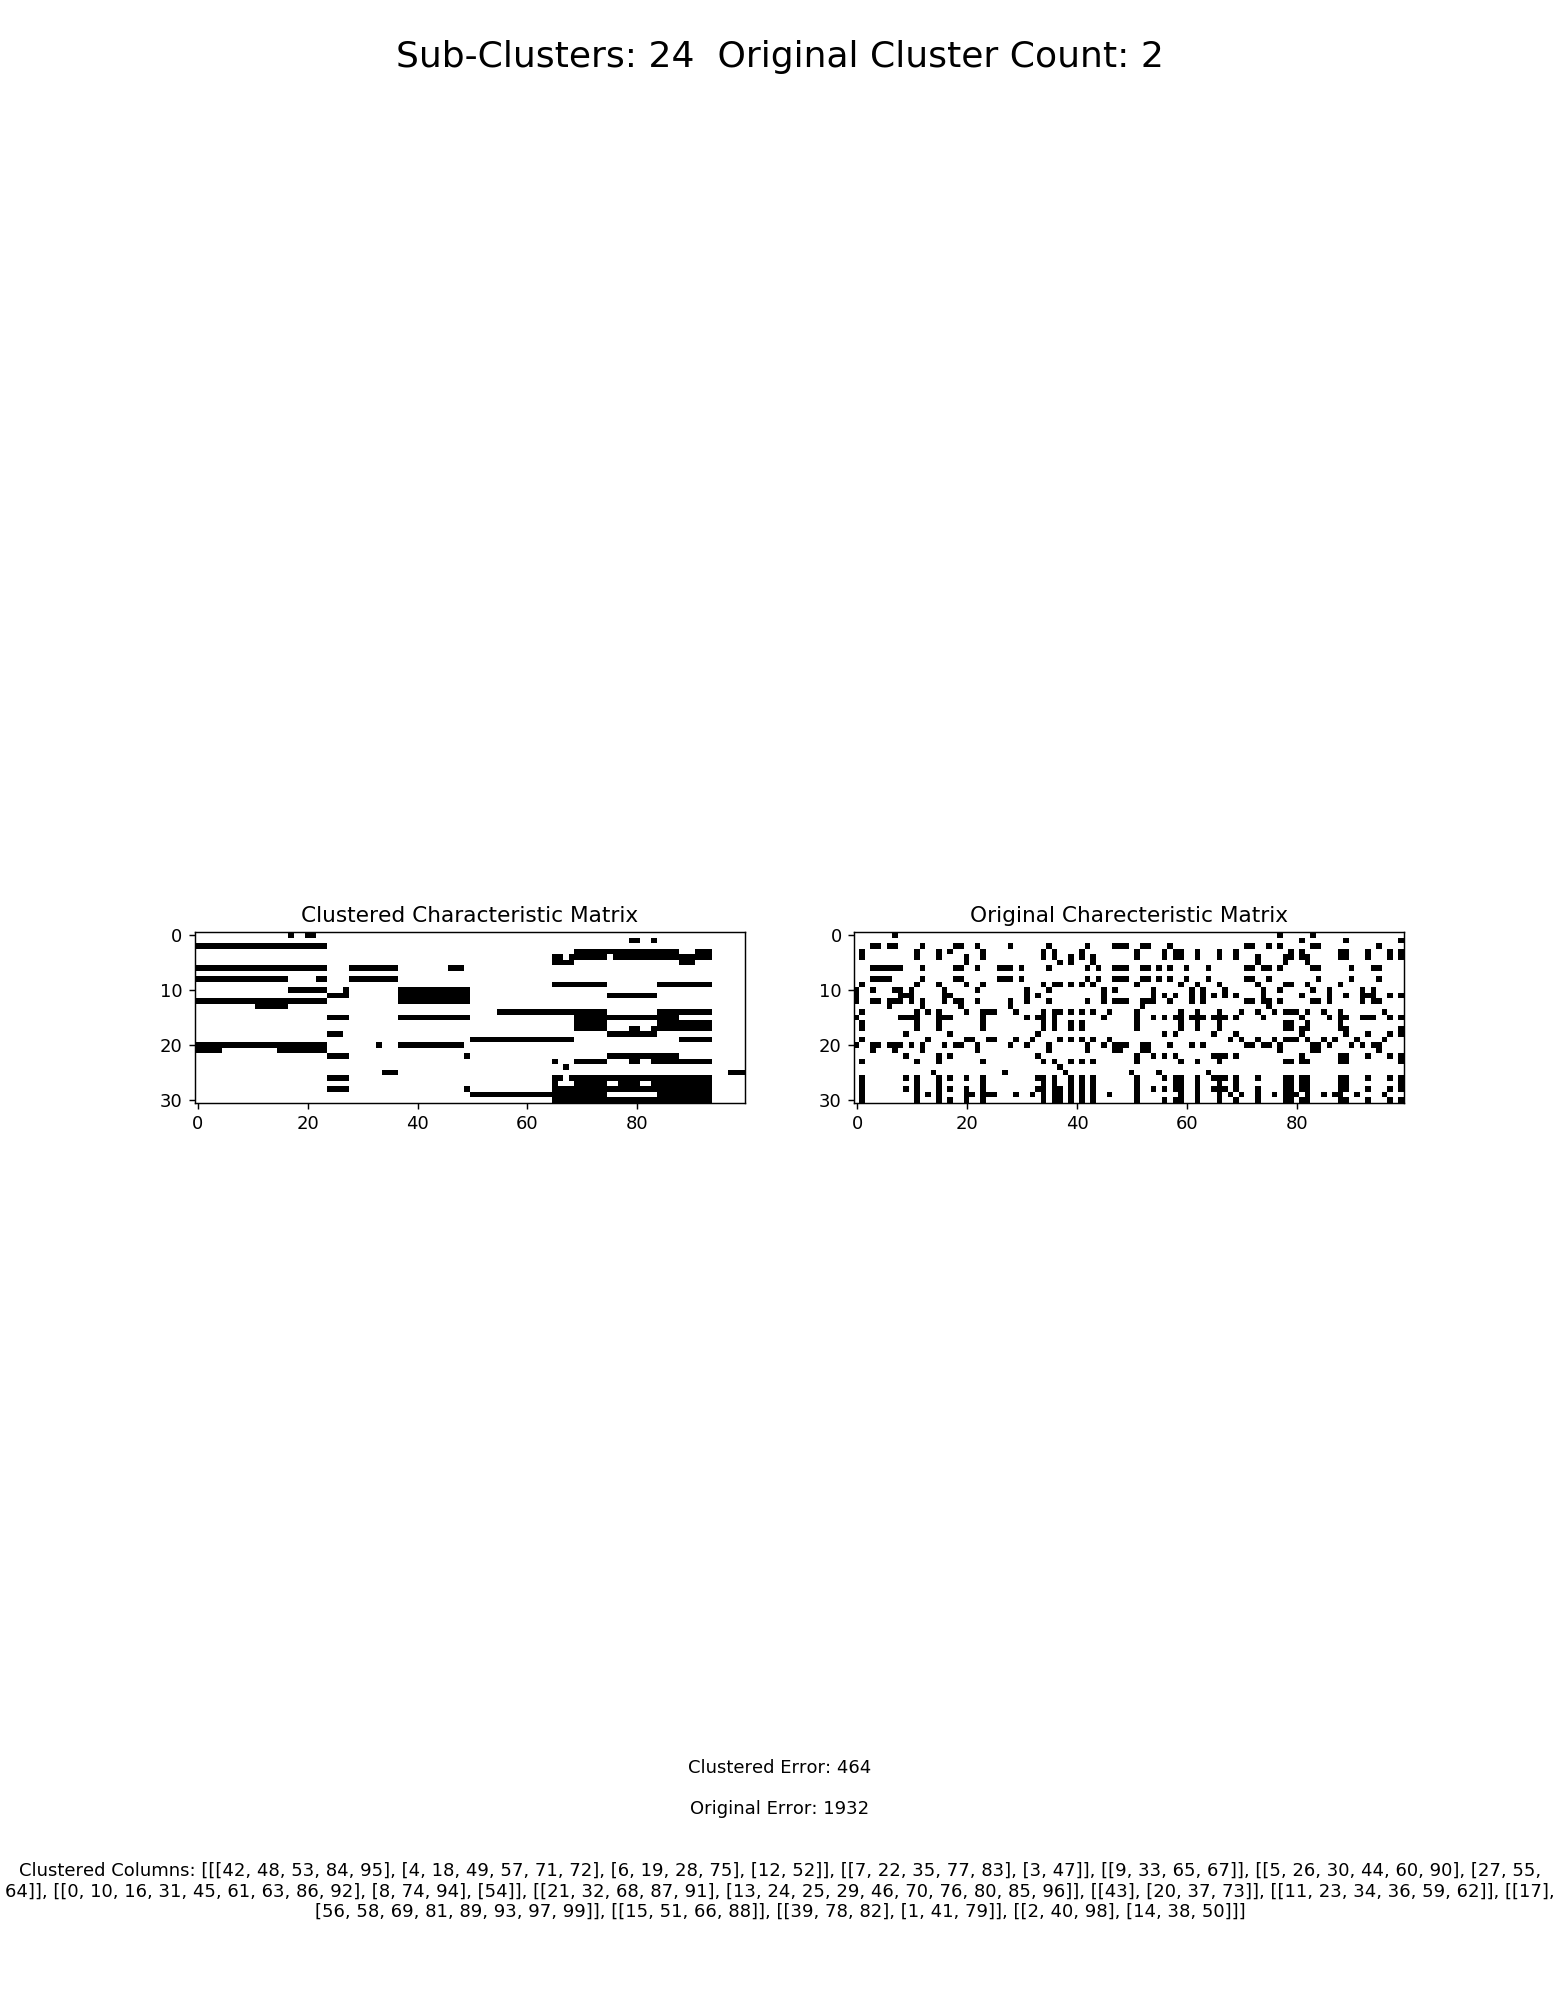 Sub-Clusters: 24  Original Cluster Count: 2
Clustered Characteristic Matrix
0
10
20
30
0 20 40 60 80
Original Charecteristic Matrix
0
10
20
30
0 20 40 60 80
Clustered Error: 464
Original Error: 1932
Clustered Columns: [[[42, 48, 53, 84, 95], [4, 18, 49, 57, 71, 72], [6, 19, 28, 75], [12, 52]], [[7, 22, 35, 77, 83], [3, 47]], [[9, 33, 65, 67]], [[5, 26, 30, 44, 60, 90], [27, 55,
64]], [[0, 10, 16, 31, 45, 61, 63, 86, 92], [8, 74, 94], [54]], [[21, 32, 68, 87, 91], [13, 24, 25, 29, 46, 70, 76, 80, 85, 96]], [[43], [20, 37, 73]], [[11, 23, 34, 36, 59, 62]], [[17],
[56, 58, 69, 81, 89, 93, 97, 99]], [[15, 51, 66, 88]], [[39, 78, 82], [1, 41, 79]], [[2, 40, 98], [14, 38, 50]]]